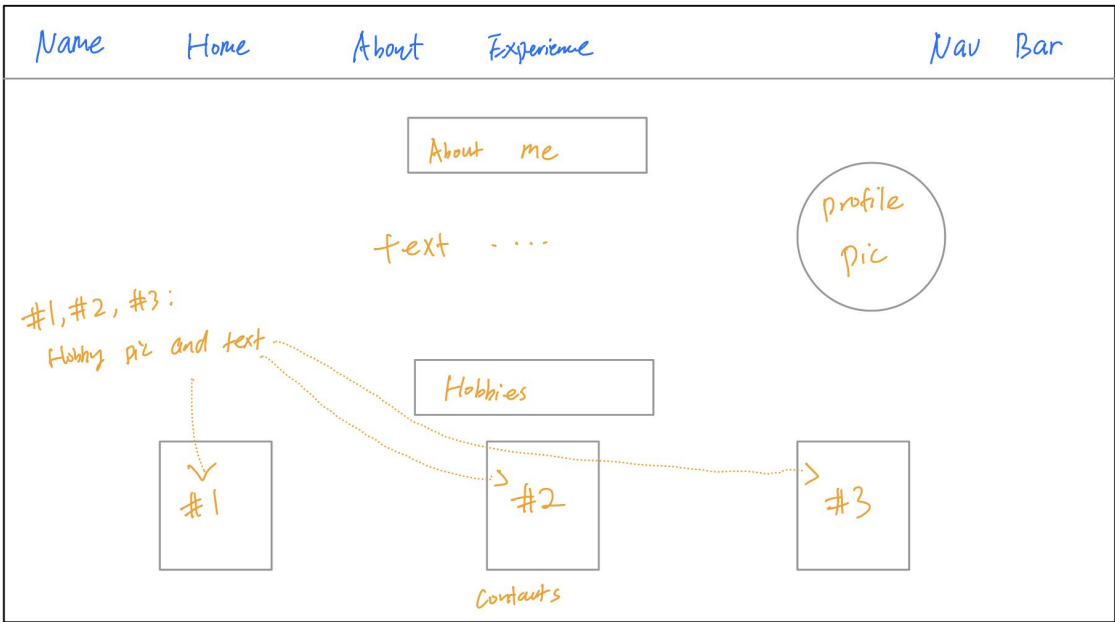 Name Home About Experience Nav Bar
About me
profile
pic
text ....
#1, #2, #3:
Hobby pic and text
Hobbies
#1 #2 #3
Contacts